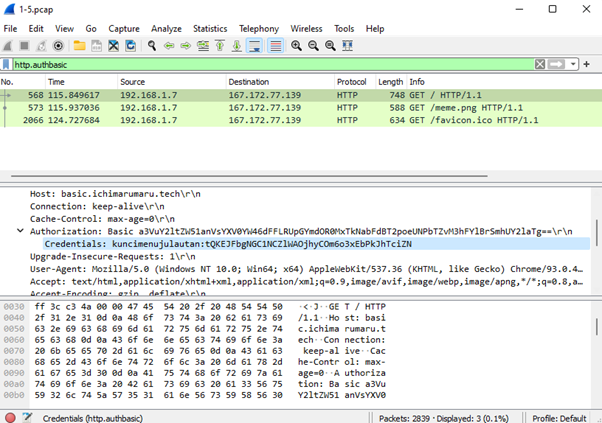 1-5.pcap
File Edit View Go Capture Analyze Statistics Telephony Wireless Tools Help
http.authbasic
No. Time Source Destination Protocol Length Info
568 115.849617 192.168.1.7 167.172.77.139 HTTP 748 GET / HTTP/1.1
573 115.937036 192.168.1.7 167.172.77.139 HTTP 588 GET /meme.png HTTP/1.1
2066 124.727684 192.168.1.7 167.172.77.139 HTTP 634 GET /favicon.ico HTTP/1.1
Host: basic.ichimarumaru.tech\r\n
Connection: keep-alive\r\n
Cache-Control: max-age=0\r\n
Authorization: Basic a3VuY2ltZW51anVsYXV0YW46dFFLRUpGYmdOR0MxTkNabFdBT2poeUNPbTZvM3hFYlBrSmhUY2laTg==\r\n
Credentials: kuncimenujulautan:tQKEJFbgNGC1NCZlWAOjhyCOm6o3xEbPkJhTciZN
Upgrade-Insecure-Requests: 1\r\n
User-Agent: Mozilla/5.0 (Windows NT 10.0; Win64; x64) AppleWebKit/537.36 (KHTML, like Gecko) Chrome/93.0.4…
Accept: text/html,application/xhtml+xml,application/xml;q=0.9,image/avif,image/webp,image/apng,*/*;q=0.8,a…
Accept-Encoding: gzip, deflate\r\n
0030 ff 3c c3 4a 00 00 47 45 54 20 2f 20 48 54 54 50 ·<·J··GE T / HTTP
0040 2f 31 2e 31 0d 0a 48 6f 73 74 3a 20 62 61 73 69 /1.1··Ho st: basi
0050 63 2e 69 63 68 69 6d 61 72 75 6d 61 72 75 2e 74 c.ichima rumaru.t
0060 65 63 68 0d 0a 43 6f 6e 6e 65 63 74 69 6f 6e 3a ech··Con nection:
0070 20 6b 65 65 70 2d 61 6c 69 76 65 0d 0a 43 61 63 keep-al ive··Cac
0080 68 65 2d 43 6f 6e 74 72 6f 6c 3a 20 6d 61 78 2d he-Contr ol: max-
0090 61 67 65 3d 30 0d 0a 41 75 74 68 6f 72 69 7a 61 age=0··A uthoriza
00a0 74 69 6f 6e 3a 20 42 61 73 69 63 20 61 33 56 75 tion: Ba sic a3Vu
00b0 59 32 6c 74 5a 57 35 31 61 6e 56 73 59 58 56 30 Y2ltZW51 anVsYXV0
Credentials (http.authbasic) Packets: 2839 · Displayed: 3 (0.1%) Profile: Default